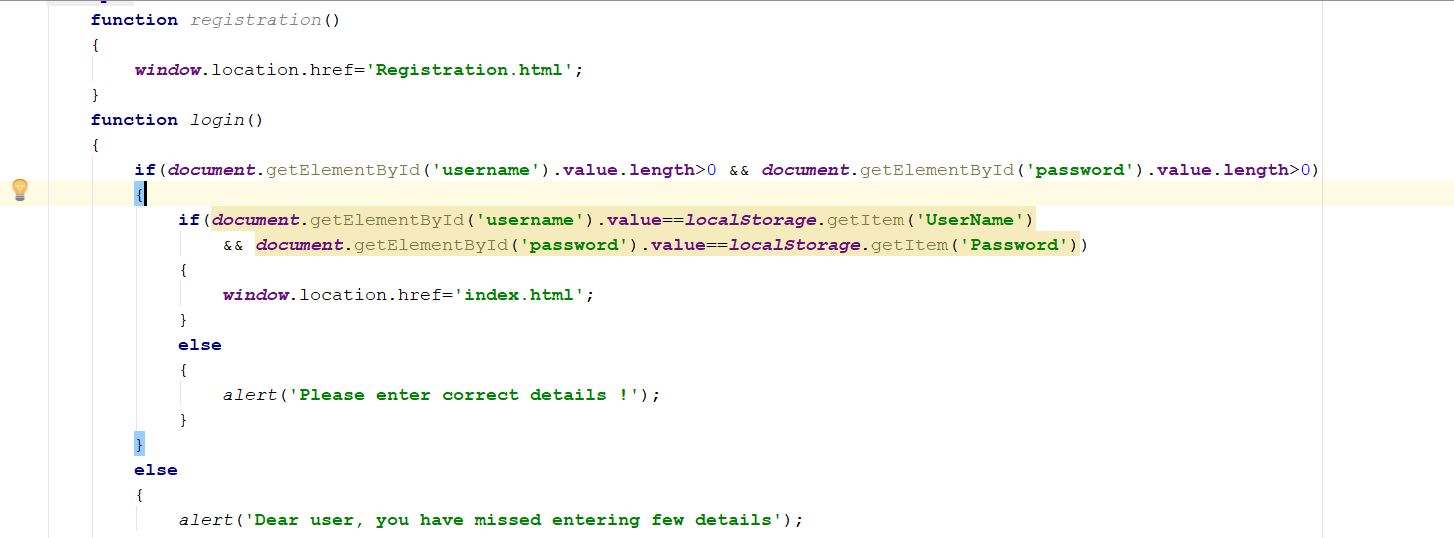 function registration()
{
window.location.href='Registration.html';
}
function login()
{
if(document.getElementById('username').value.length>0 && document.getElementById('password').value.length>0)
{
if(document.getElementById('username').value==localStorage.getItem('UserName')
&& document.getElementById('password').value==localStorage.getItem('Password'))
{
window.location.href='index.html';
}
else
{
alert('Please enter correct details !');
}
}
else
{
alert('Dear user, you have missed entering few details');